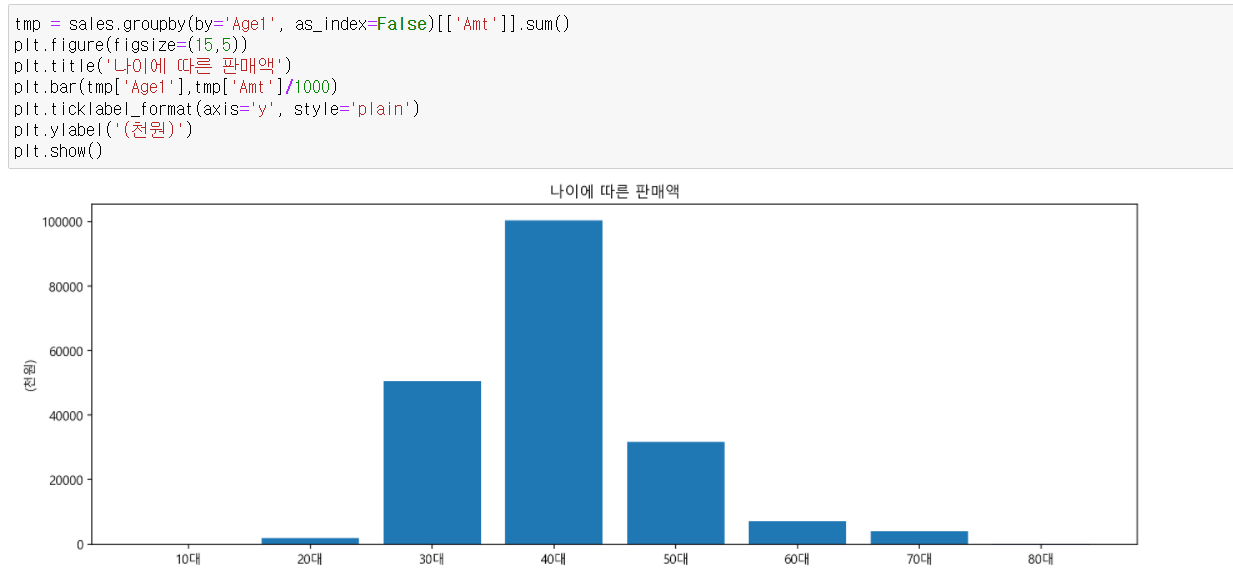 tmp = sales.groupby(by='Age1', as_index=False)[['Amt']].sum()
plt.figure(figsize=(15,5))
plt.title('나이에 따른 판매액')
plt.bar(tmp['Age1'],tmp['Amt']/1000)
plt.ticklabel_format(axis='y', style='plain')
plt.ylabel('(천원)')
plt.show()
나이에 따른 판매액
100000
80000
60000
40000
20000
0
(천원)
10대 20대 30대 40대 50대 60대 70대 80대